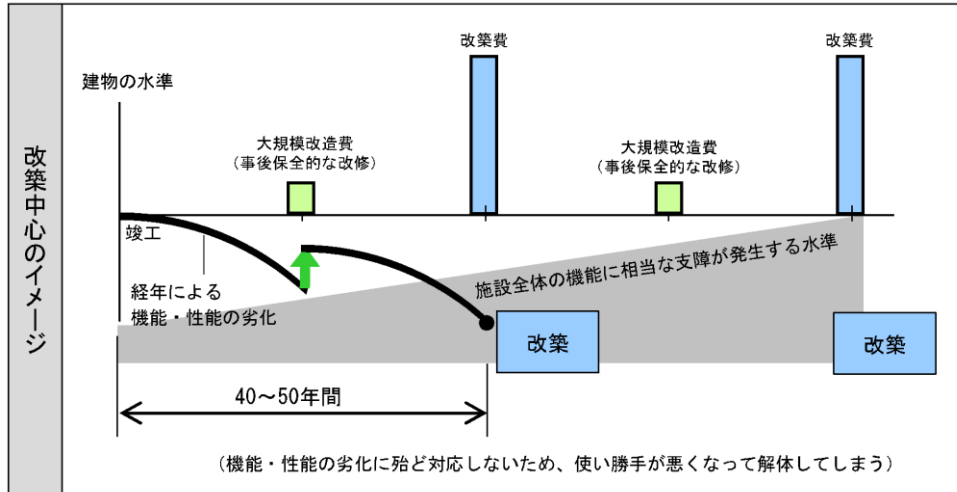 改築中心のイメージ
改築費
改築費
建物の水準
大規模改造費
（事後保全的な改修）
大規模改造費
（事後保全的な改修）
竣工
施設全体の機能に相当な支障が発生する水準
経年による
機能・性能の劣化
改築
改築
40～50年間
（機能・性能の劣化に殆ど対応しないため、使い勝手が悪くなって解体してしまう）